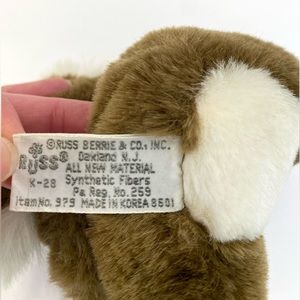 ©RUSS BERRIE & CO., INC.
Oakland N.J.
Russ® ALL NEW MATERIAL
K-28 Synthetic Fibers
Pa Reg. No. 259
Item No. 979 MADE IN KOREA 8601